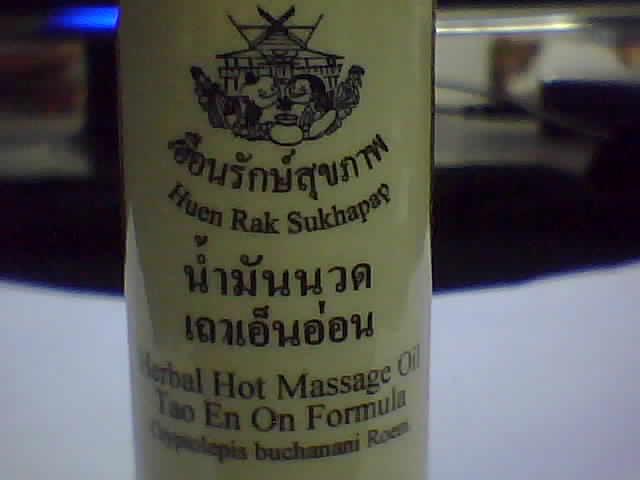 เฮือนรักษ์สุขภาพ
Huen Rak Sukhapap
น้ำมันนวด
เถาเอ็นอ่อน
Herbal Hot Massage Oil
Tao En On Formula
buchanani Roem